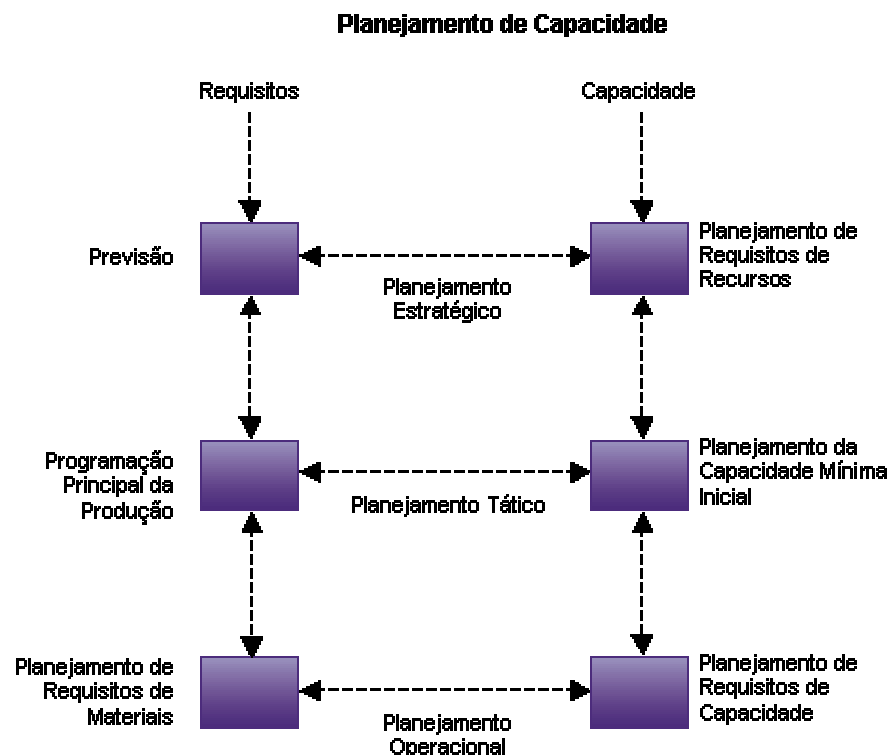 Planejamento de Capacidade
Requisitos
Capacidade
Previsão
Planejamento
Estratégico
Planejamento de
Requisitos de
Recursos
Programação
Principal da
Produção
Planejamento Tático
Planejamento da
Capacidade Mínima
Inicial
Planejamento de
Requisitos de
Materiais
Planejamento
Operacional
Planejamento de
Requisitos de
Capacidade